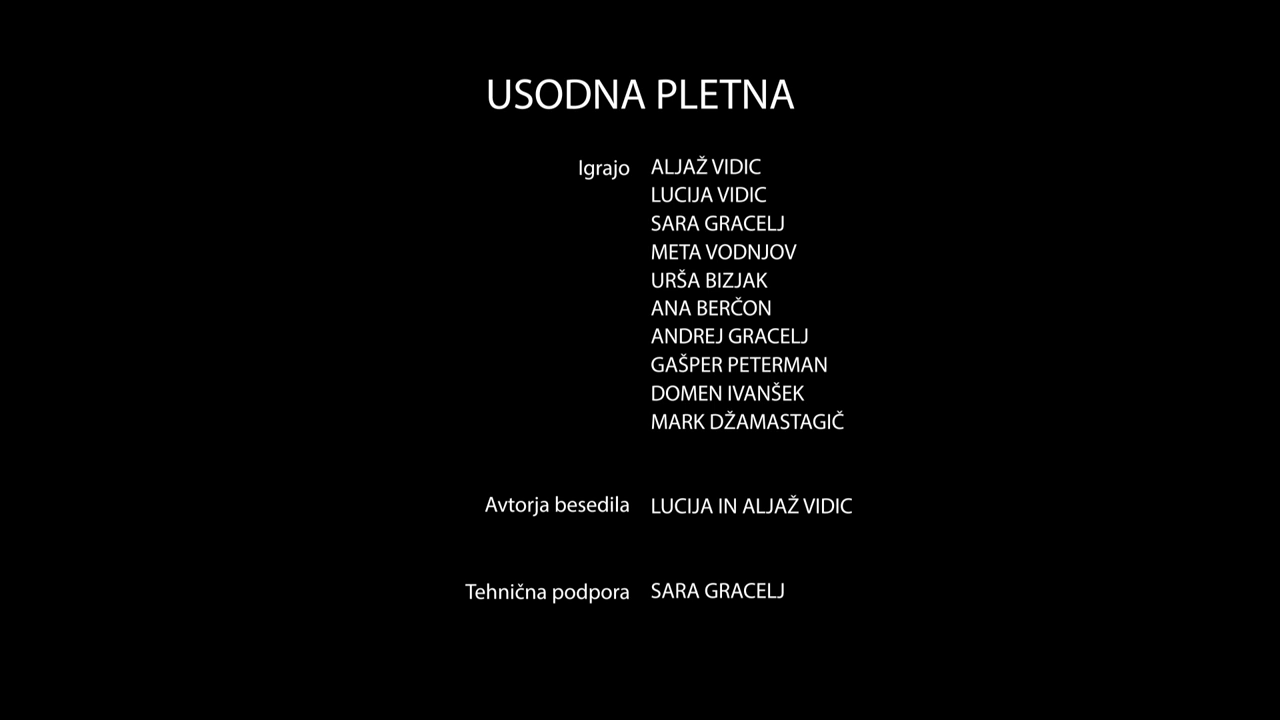 USODNA PLETNA
Igrajo ALJAŽ VIDIC
LUCIJA VIDIC
SARA GRACELJ
META VODNJOV
URŠA BIZJAK
ANA BERČON
ANDREJ GRACELJ
GAŠPER PETERMAN
DOMEN IVANŠEK
MARK DŽAMASTAGIČ
Avtorja besedila LUCIJA IN ALJAŽ VIDIC
Tehnična podpora SARA GRACELJ